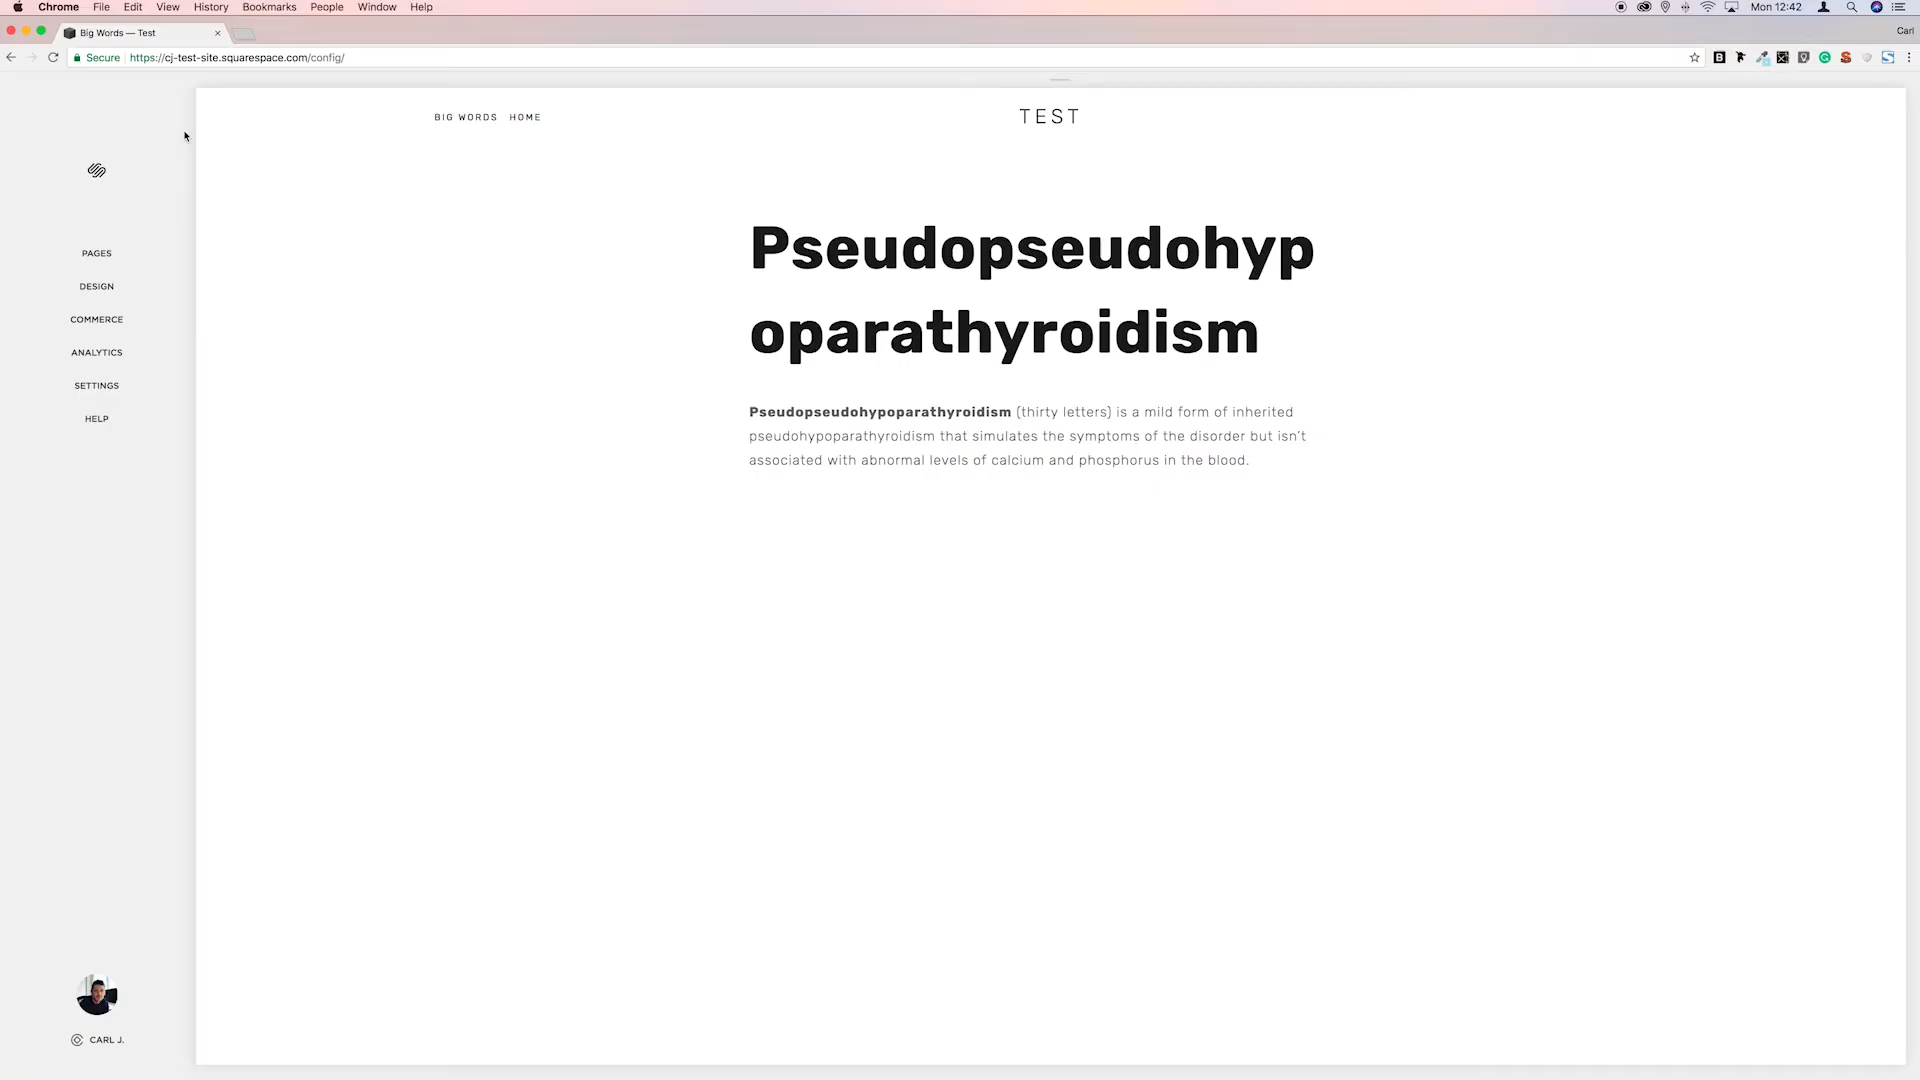 Chrome File Edit View History Bookmarks People Window Help Mon 12:42
Big Words — Test
Carl
Secure https://cj-test-site.squarespace.com/config/
BIG WORDS HOME TEST
PAGES
DESIGN
COMMERCE
ANALYTICS
SETTINGS
HELP
Pseudopseudohyp
oparathyroidism
Pseudopseudohypoparathyroidism (thirty letters) is a mild form of inherited
pseudohypoparathyroidism that simulates the symptoms of the disorder but isn't
associated with abnormal levels of calcium and phosphorus in the blood.
CARL J.